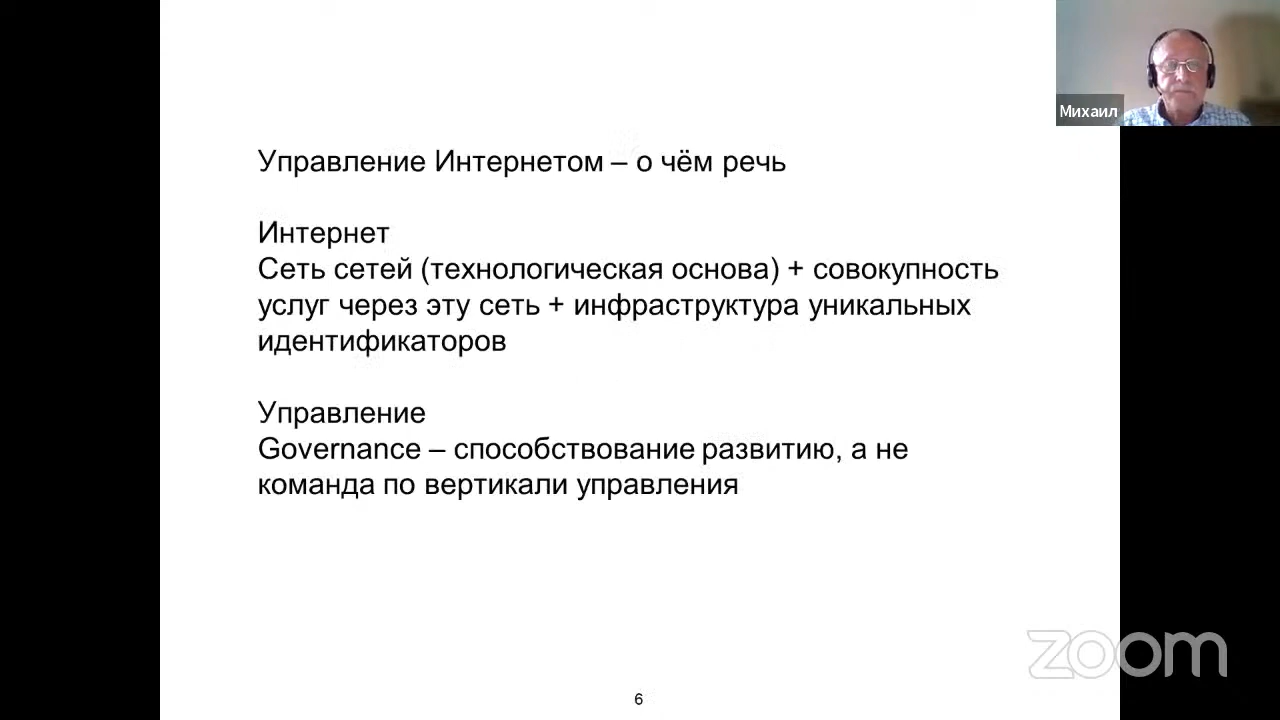 Управление Интернетом – о чём речь
Интернет
Сеть сетей (технологическая основа) + совокупность
услуг через эту сеть + инфраструктура уникальных
идентификаторов
Управление
Governance – способствование развитию, а не
команда по вертикали управления
6
Михаил
zoom